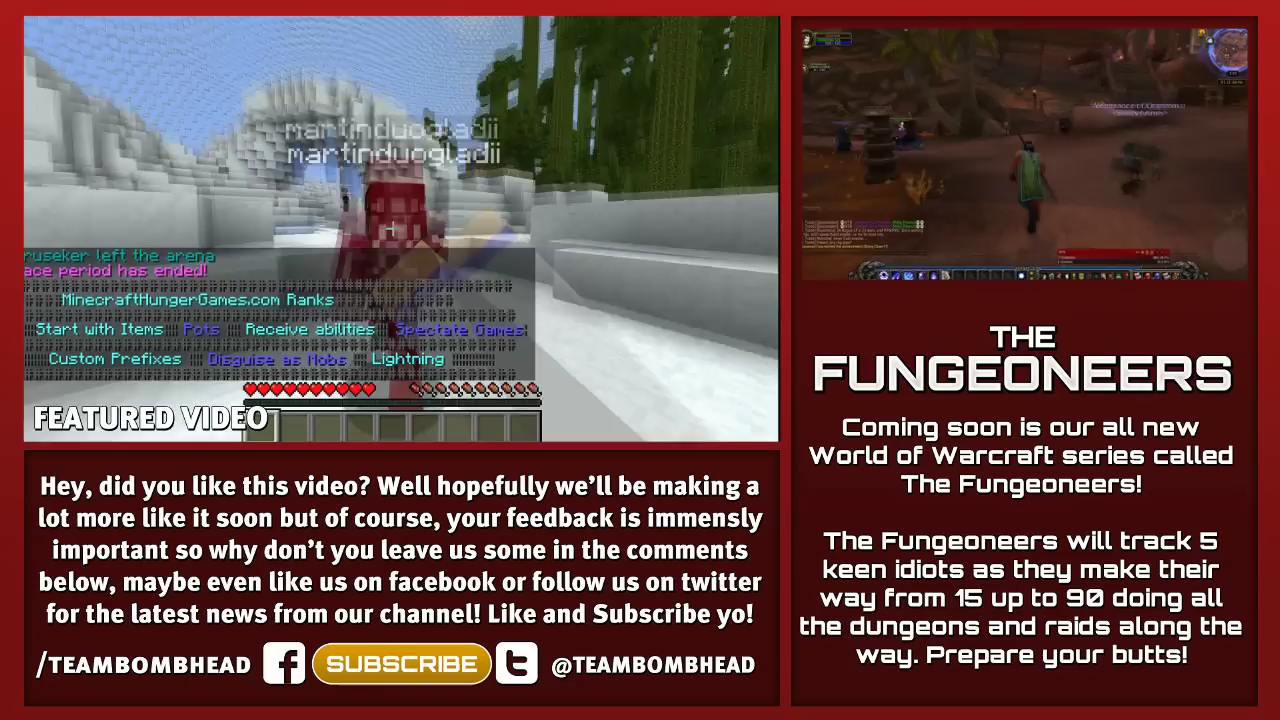 martinduogladii
martinduogladii
ruseker left the arena
ace period has ended!
MinecraftHungerGames.com Ranks
Start with Items Pots Receive abilities Spectate Games
Custom Prefixes Disguise as Mobs Lightning
FEATURED VIDEO
Hey, did you like this video? Well hopefully we'll be making a
lot more like it soon but of course, your feedback is immensly
important so why don't you leave us some in the comments
below, maybe even like us on facebook or follow us on twitter
for the latest news from our channel! Like and Subscribe yo!
/TEAMBOMBHEAD f SUBSCRIBE t @TEAMBOMBHEAD
THE
FUNGEONEERS
Coming soon is our all new
World of Warcraft series called
The Fungeoneers!
The Fungeoneers will track 5
keen idiots as they make their
way from 15 up to 90 doing all
the dungeons and raids along the
way. Prepare your butts!